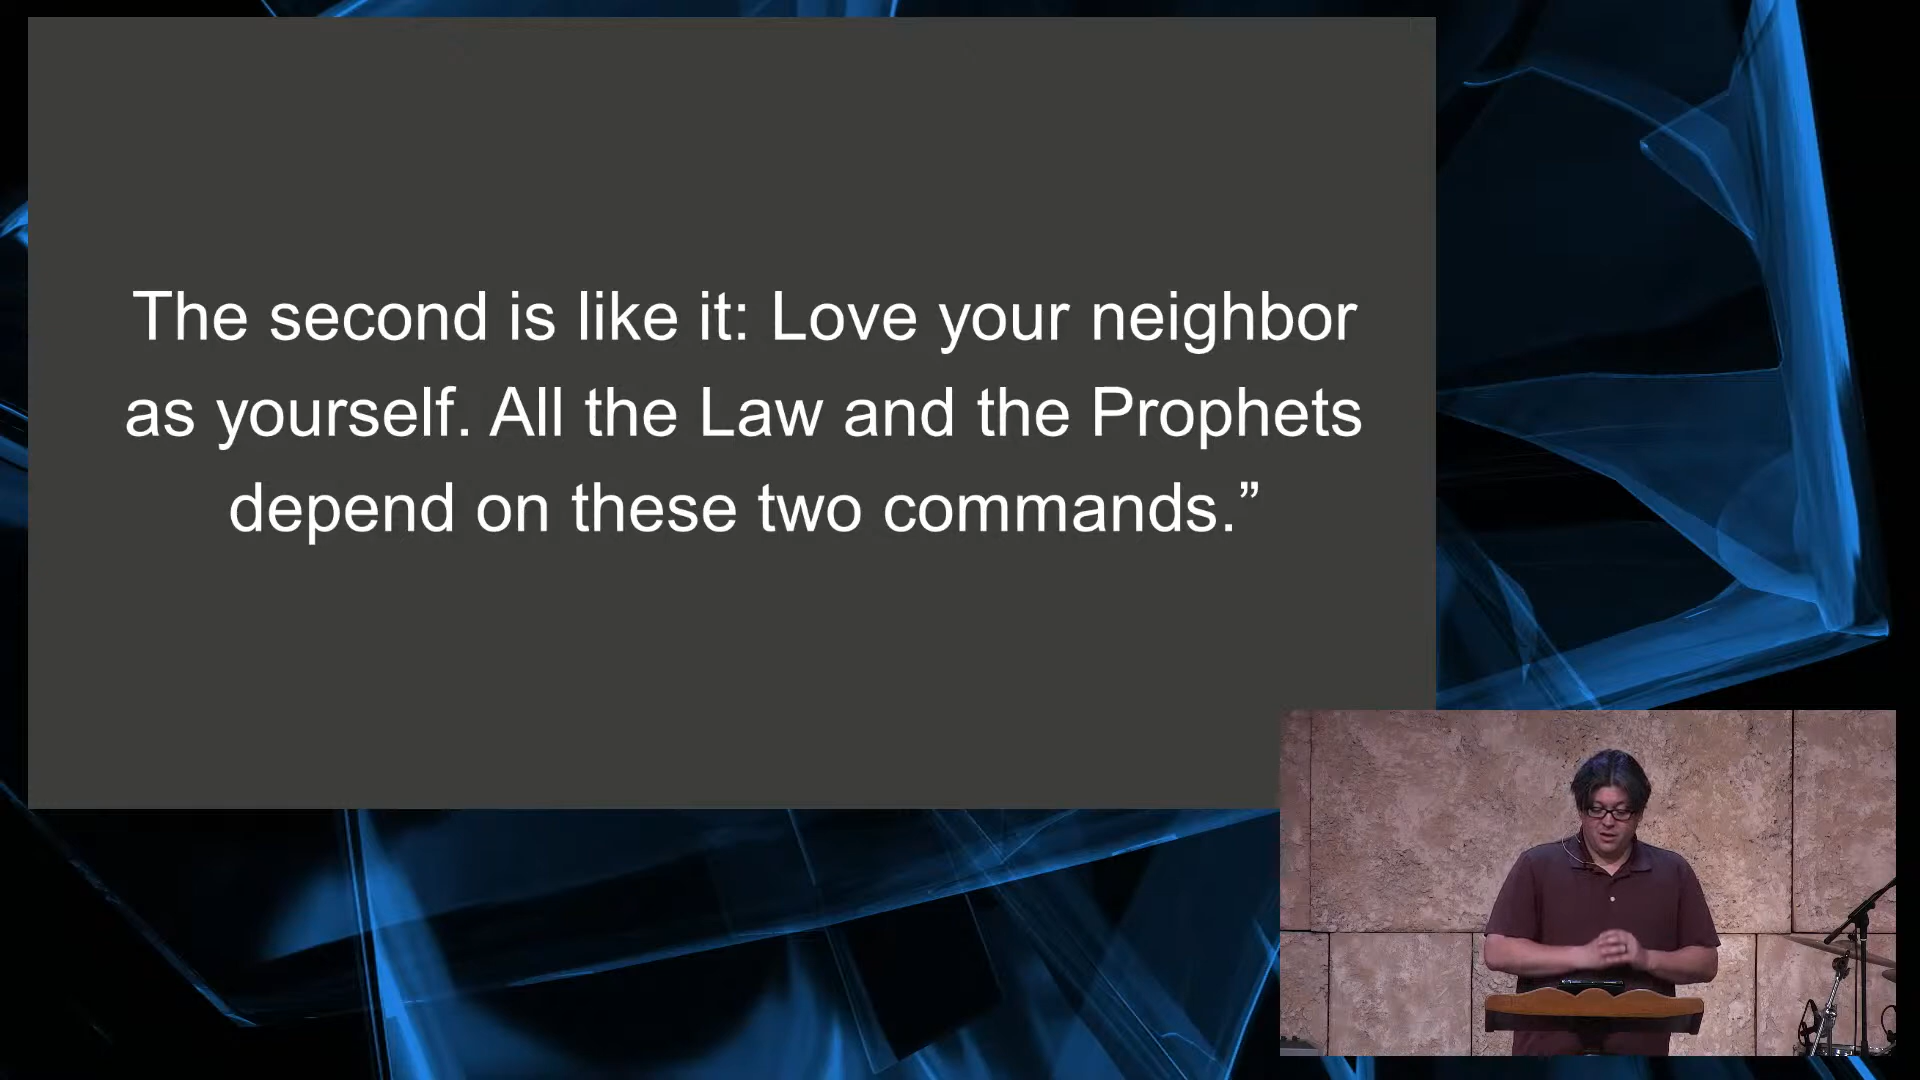 The second is like it: Love your neighbor
as yourself. All the Law and the Prophets
depend on these two commands.”